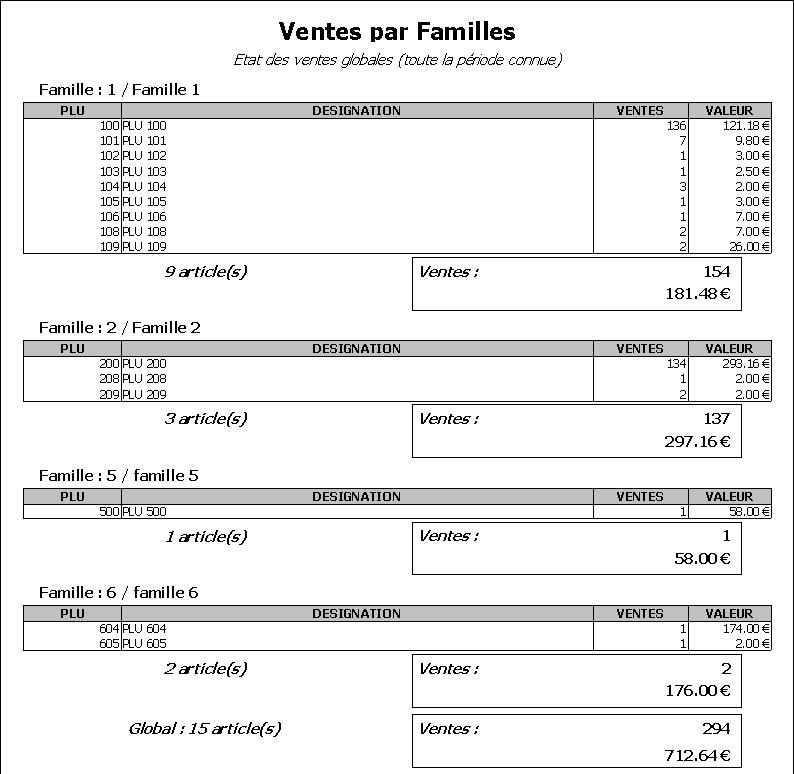 Ventes par Familles
Etat des ventes globales (toute la période connue)
Famille : 1 / Famille 1
PLU DESIGNATION VENTES VALEUR
100 PLU 100 136 121.18 €
101 PLU 101 7 9.80 €
102 PLU 102 1 3.00 €
103 PLU 103 1 2.50 €
104 PLU 104 3 2.00 €
105 PLU 105 1 3.00 €
106 PLU 106 1 7.00 €
108 PLU 108 2 7.00 €
109 PLU 109 2 26.00 €
9 article(s) Ventes : 154
181.48 €
Famille : 2 / Famille 2
PLU DESIGNATION VENTES VALEUR
200 PLU 200 134 293.16 €
208 PLU 208 1 2.00 €
209 PLU 209 2 2.00 €
3 article(s) Ventes : 137
297.16 €
Famille : 5 / famille 5
PLU DESIGNATION VENTES VALEUR
500 PLU 500 1 58.00 €
1 article(s) Ventes : 1
58.00 €
Famille : 6 / famille 6
PLU DESIGNATION VENTES VALEUR
604 PLU 604 1 174.00 €
605 PLU 605 1 2.00 €
2 article(s) Ventes : 2
176.00 €
Global : 15 article(s) Ventes : 294
712.64 €